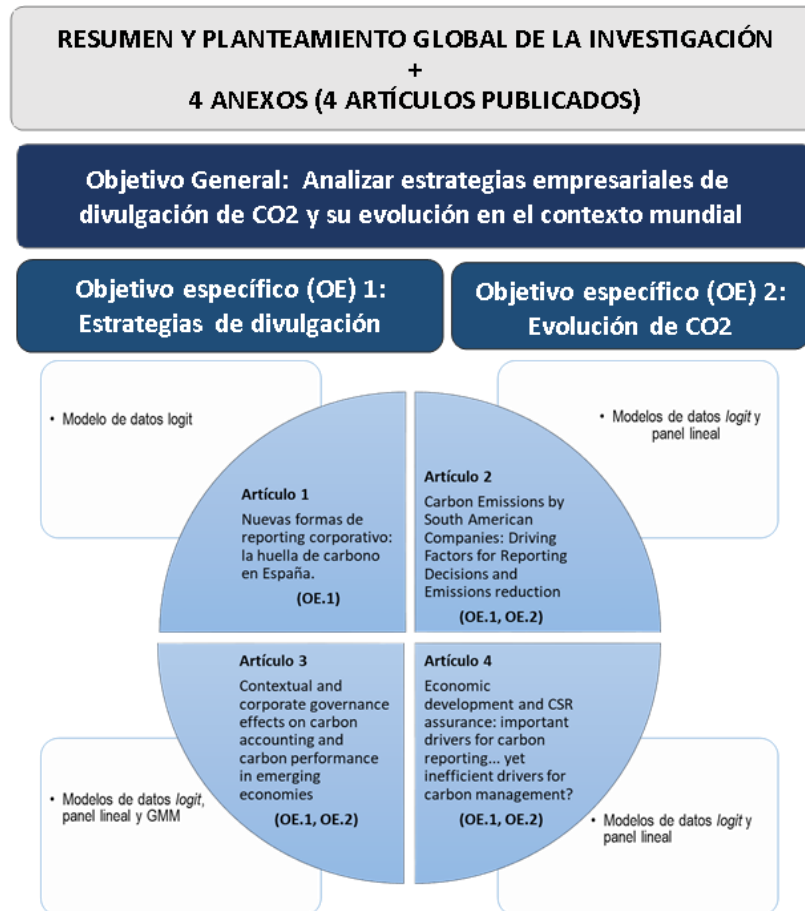 RESUMEN Y PLANTEAMIENTO GLOBAL DE LA INVESTIGACIÓN
+
4 ANEXOS (4 ARTÍCULOS PUBLICADOS)
Objetivo General: Analizar estrategias empresariales de
divulgación de CO2 y su evolución en el contexto mundial
Objetivo específico (OE) 1:
Estrategias de divulgación
Objetivo específico (OE) 2:
Evolución de CO2
• Modelo de datos logit
• Modelos de datos logit y
panel lineal
Artículo 1
Nuevas formas de
reporting corporativo:
la huella de carbono
en España.
(OE.1)
Artículo 2
Carbon Emissions by
South American
Companies: Driving
Factors for Reporting
Decisions and
Emissions reduction
(OE.1, OE.2)
Artículo 3
Contextual and
corporate governance
effects on carbon
accounting and
carbon performance
in emerging
economies
(OE.1, OE.2)
Artículo 4
Economic
development and CSR
assurance: important
drivers for carbon
reporting... yet
inefficient drivers for
carbon management?
(OE.1, OE.2)
• Modelos de datos logit,
panel lineal y GMM
• Modelos de datos logit y
panel lineal